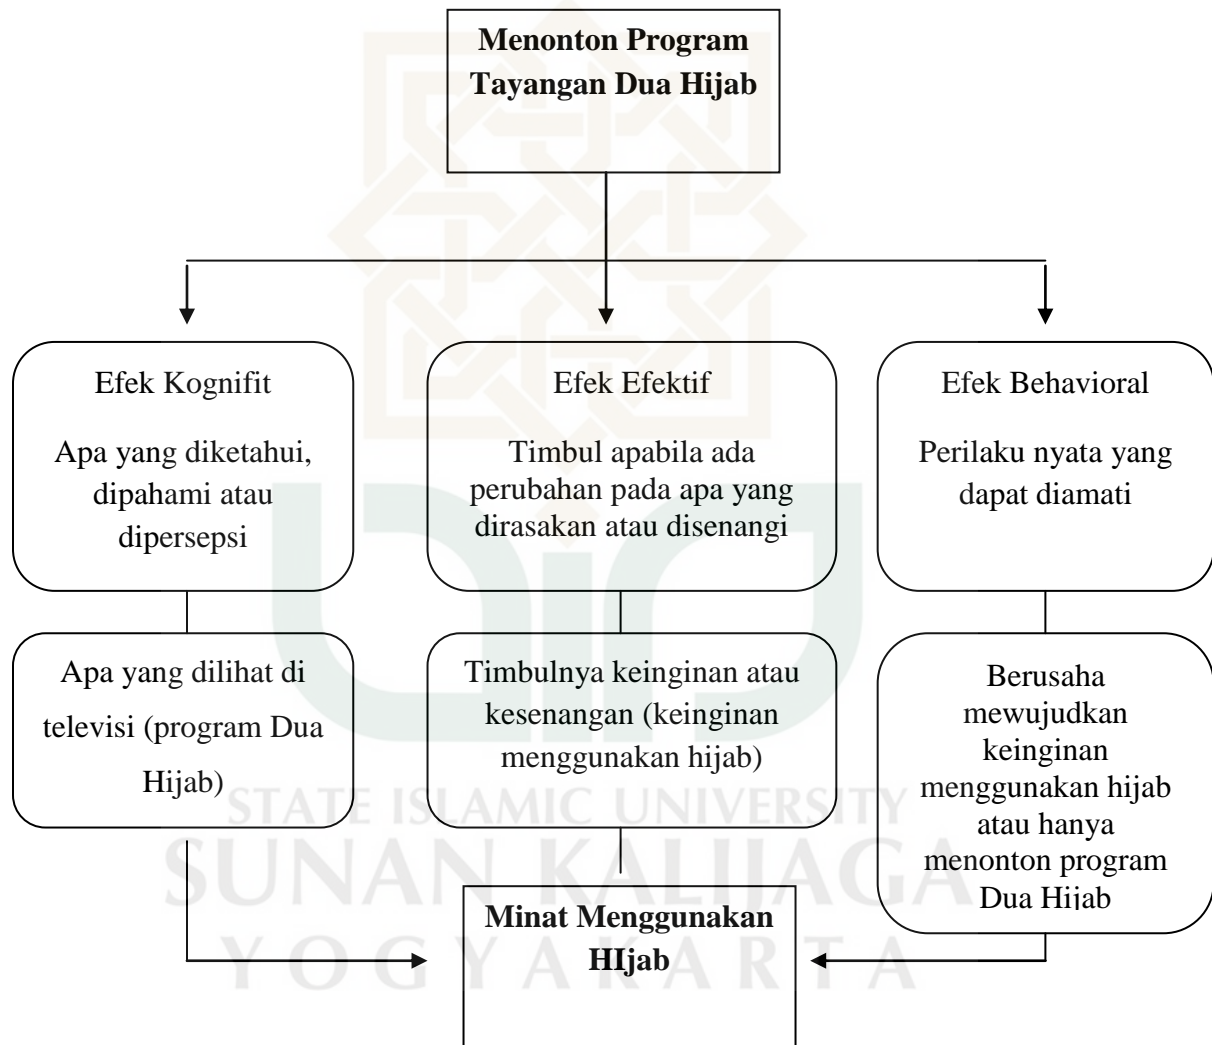 Menonton Program
Tayangan Dua Hijab
Efek Kognifit
Apa yang diketahui,
dipahami atau
dipersepsi
Efek Efektif
Timbul apabila ada
perubahan pada apa yang
dirasakan atau disenangi
Efek Behavioral
Perilaku nyata yang
dapat diamati
Apa yang dilihat di
televisi (program Dua
Hijab)
Timbulnya keinginan atau
kesenangan (keinginan
menggunakan hijab)
Berusaha
mewujudkan
keinginan
menggunakan hijab
atau hanya
menonton program
Dua Hijab
STATE ISLAMIC UNIVERSITY
SUNAN KALIJAGA
YOGYAKARTA
Minat Menggunakan
HIjab